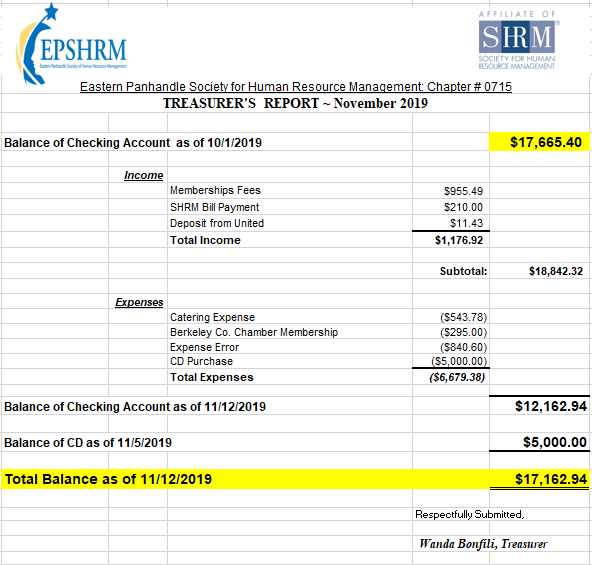 AFFILIATE OF
EPSHRM
SHRM®
Eastern Panhandle Society of Human Resource Management
SOCIETY FOR HUMAN
RESOURCE MANAGEMENT
Eastern Panhandle Society for Human Resource Management: Chapter # 0715
TREASURER'S REPORT ~ November 2019
Balance of Checking Account as of 10/1/2019 $17,665.40
Income
Memberships Fees $955.49
SHRM Bill Payment $210.00
Deposit from United $11.43
Total Income $1,176.92
Subtotal: $18,842.32
Expenses
Catering Expense ($543.78)
Berkeley Co. Chamber Membership ($295.00)
Expense Error ($840.60)
CD Purchase ($5,000.00)
Total Expenses ($6,679.38)
Balance of Checking Account as of 11/12/2019 $12,162.94
Balance of CD as of 11/5/2019 $5,000.00
Total Balance as of 11/12/2019 $17,162.94
Respectfully Submitted,
Wanda Bonfili, Treasurer